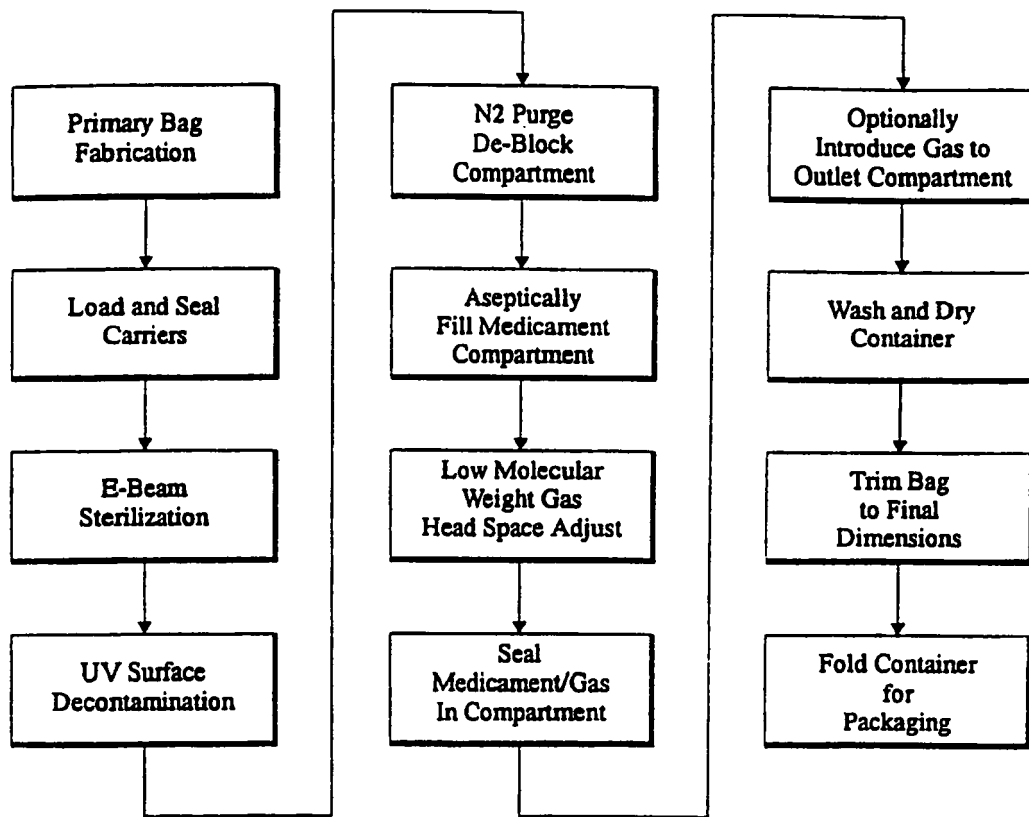 Primary Bag
Fabrication
Load and Seal
Carriers
E-Beam
Sterilization
UV Surface
Decontamination
N2 Purge
De-Block
Compartment
Aseptically
Fill Medicament
Compartment
Low Molecular
Weight Gas
Head Space Adjust
Seal
Medicament/Gas
In Compartment
Optionally
Introduce Gas to
Outlet Compartment
Wash and Dry
Container
Trim Bag
to Final
Dimensions
Fold Container
for
Packaging